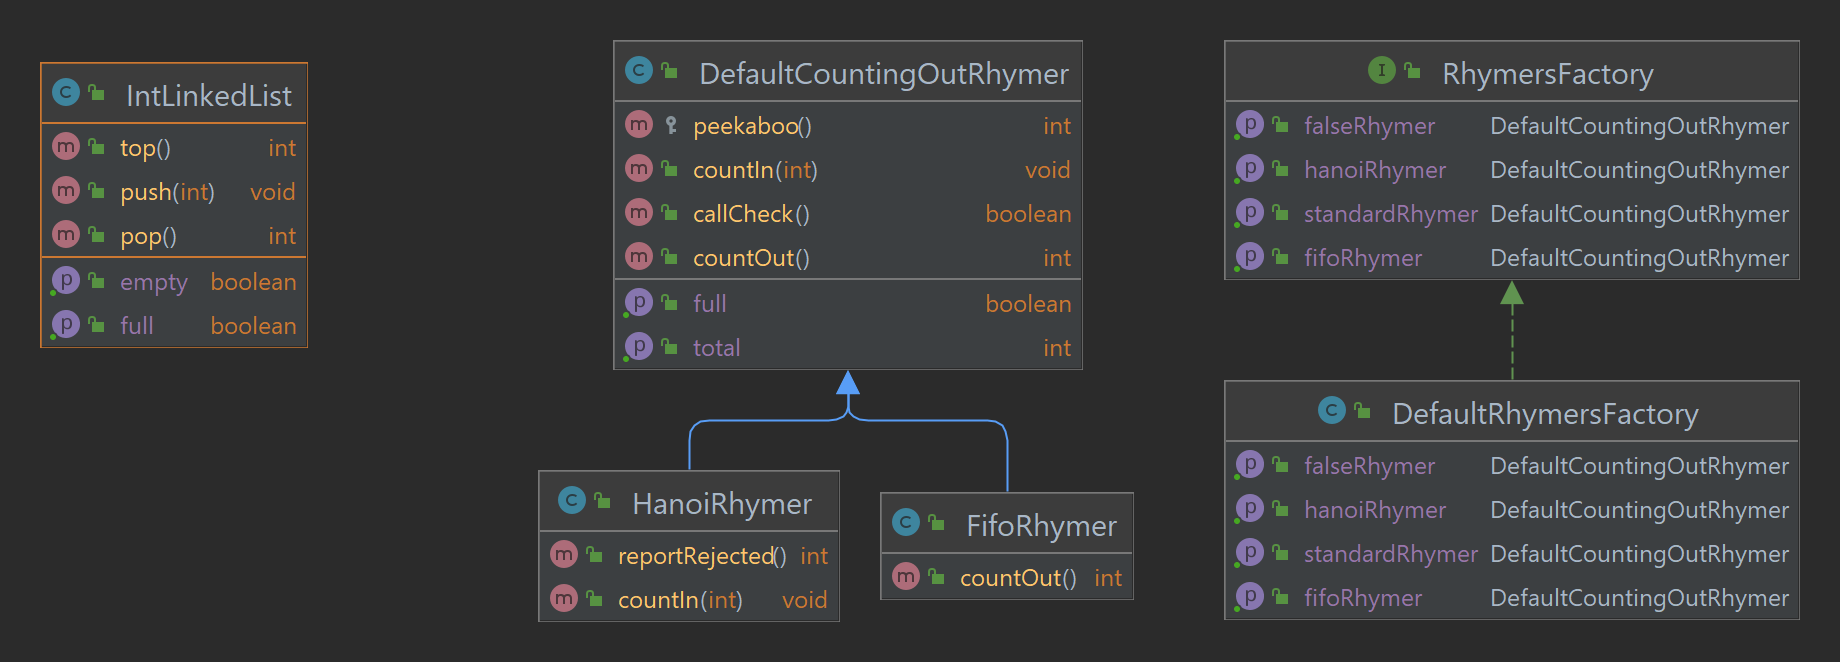 IntLinkedList
top() int
push(int) void
pop() int
empty boolean
full boolean
DefaultCountingOutRhymer
peekaboo() int
countIn(int) void
callCheck() boolean
countOut() int
full boolean
total int
RhymersFactory
falseRhymer DefaultCountingOutRhymer
hanoiRhymer DefaultCountingOutRhymer
standardRhymer DefaultCountingOutRhymer
fifoRhymer DefaultCountingOutRhymer
HanoiRhymer
reportRejected() int
countIn(int) void
FifoRhymer
countOut() int
DefaultRhymersFactory
falseRhymer DefaultCountingOutRhymer
hanoiRhymer DefaultCountingOutRhymer
standardRhymer DefaultCountingOutRhymer
fifoRhymer DefaultCountingOutRhymer